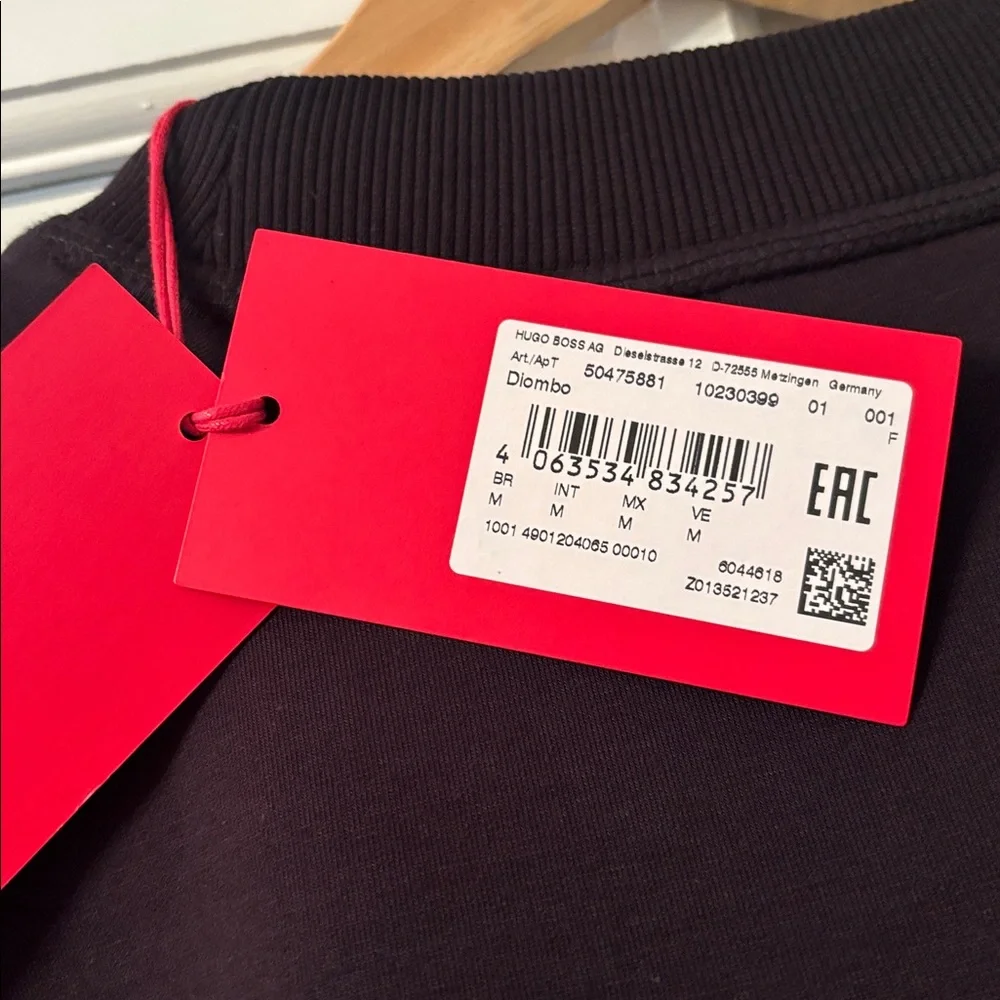 HUGO BOSS AG Dieselstrasse 12 D-72555 Metzingen Germany
Art./ApT 50475881 10230399 01 001
Diombo F
4 063534 834257
BR INT MX VE
M M M M
EAC
1001 4901204065 00010
6044618
Z013521237